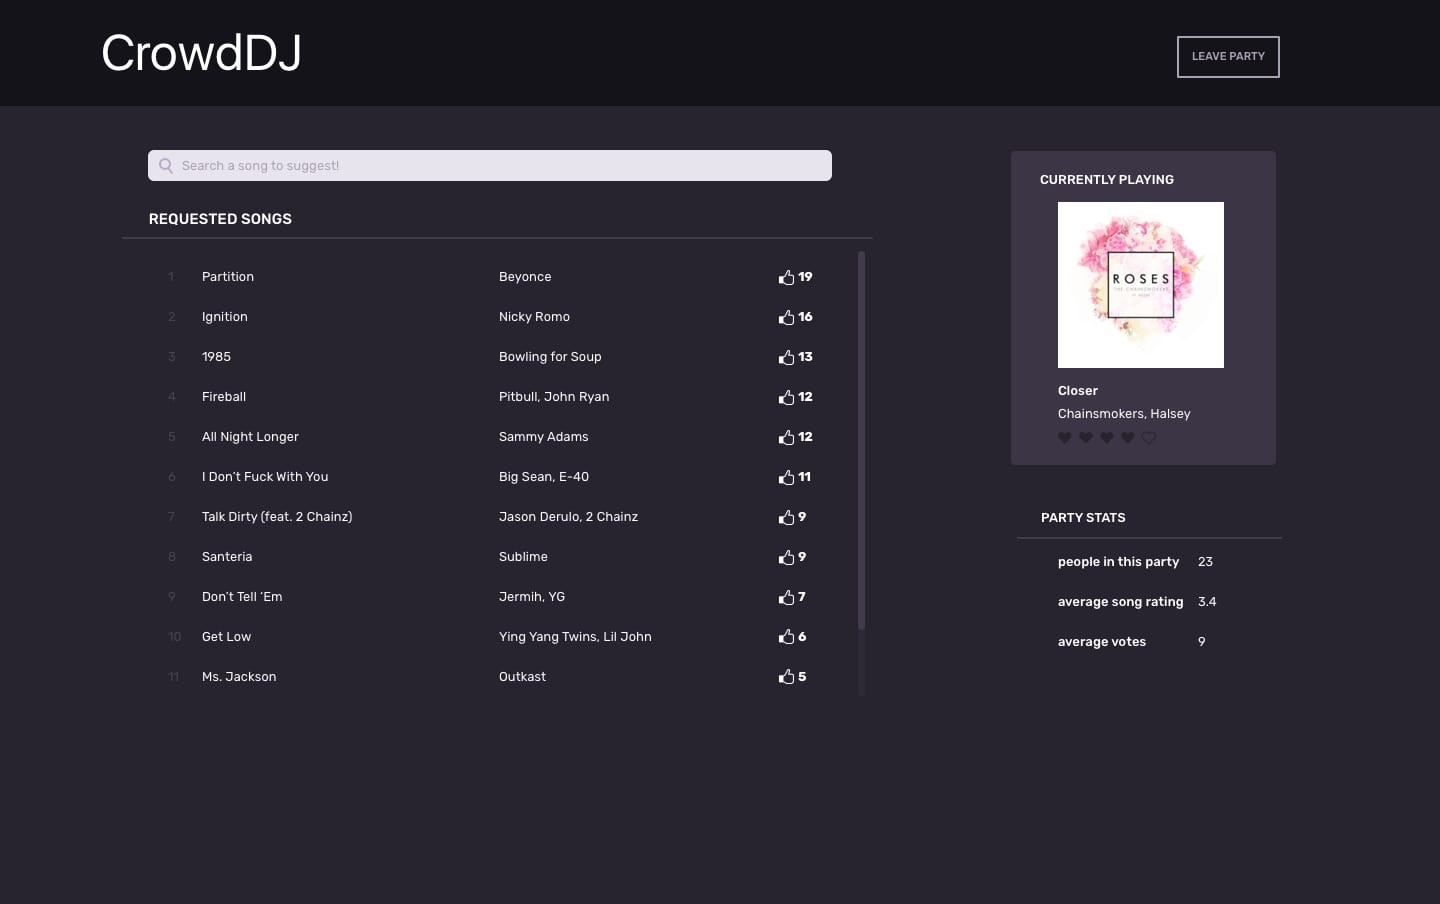 CrowdDJ
LEAVE PARTY
Search a song to suggest!
REQUESTED SONGS
1 Partition Beyonce 19
2 Ignition Nicky Romo 16
3 1985 Bowling for Soup 13
4 Fireball Pitbull, John Ryan 12
5 All Night Longer Sammy Adams 12
6 I Don't Fuck With You Big Sean, E-40 11
7 Talk Dirty (feat. 2 Chainz) Jason Derulo, 2 Chainz 9
8 Santeria Sublime 9
9 Don't Tell 'Em Jermih, YG 7
10 Get Low Ying Yang Twins, Lil John 6
11 Ms. Jackson Outkast 5
CURRENTLY PLAYING
ROSES
THE CHAINSMOKERS
Closer
Chainsmokers, Halsey
PARTY STATS
people in this party 23
average song rating 3.4
average votes 9